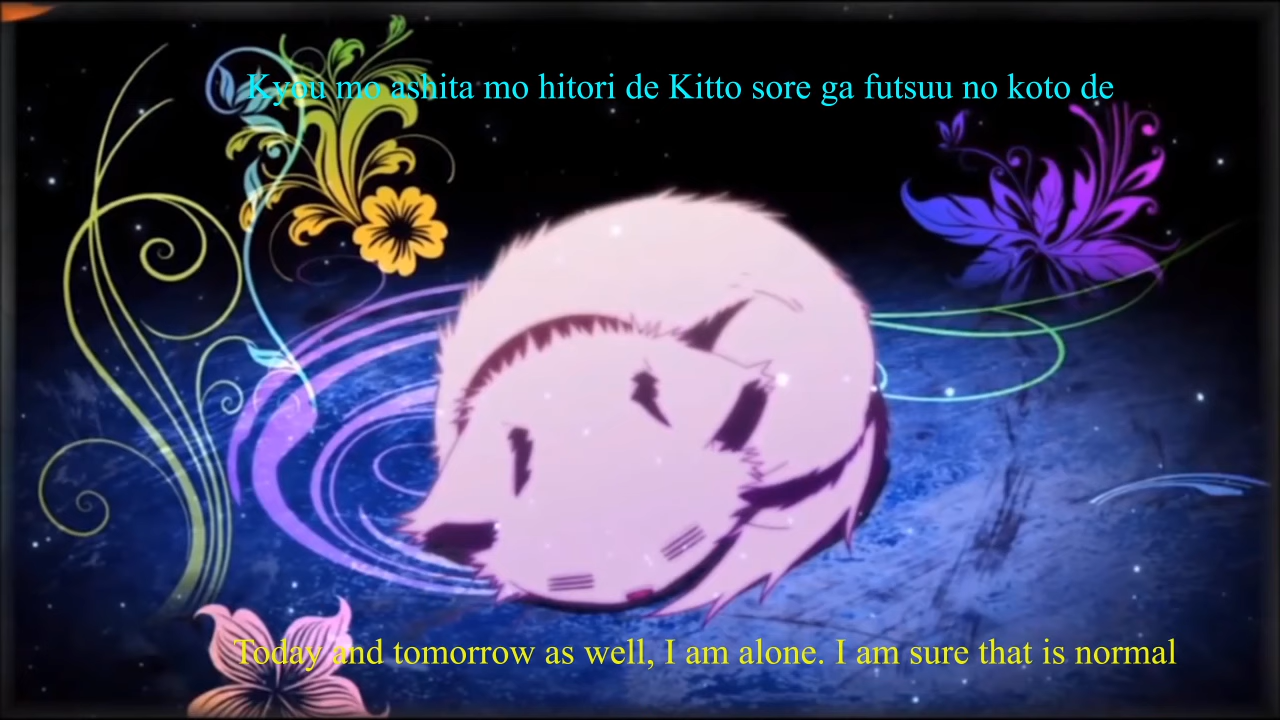 Kyou mo ashita mo hitori de Kitto sore ga futsuu no koto de
Today and tomorrow as well, I am alone. I am sure that is normal